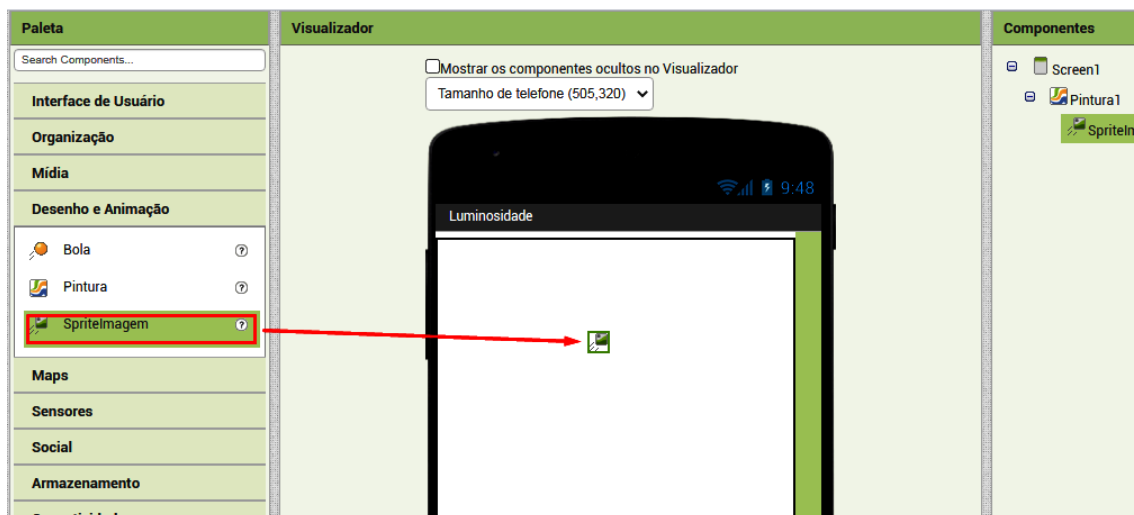 Paleta
Search Components...
Interface de Usuário
Organização
Mídia
Desenho e Animação
Bola
Pintura
SpriteImagem
Maps
Sensores
Social
Armazenamento
Visualizador
Mostrar os componentes ocultos no Visualizador
Tamanho de telefone (505,320)
9:48
Luminosidade
Componentes
Screen1
Pintura1
SpriteIm